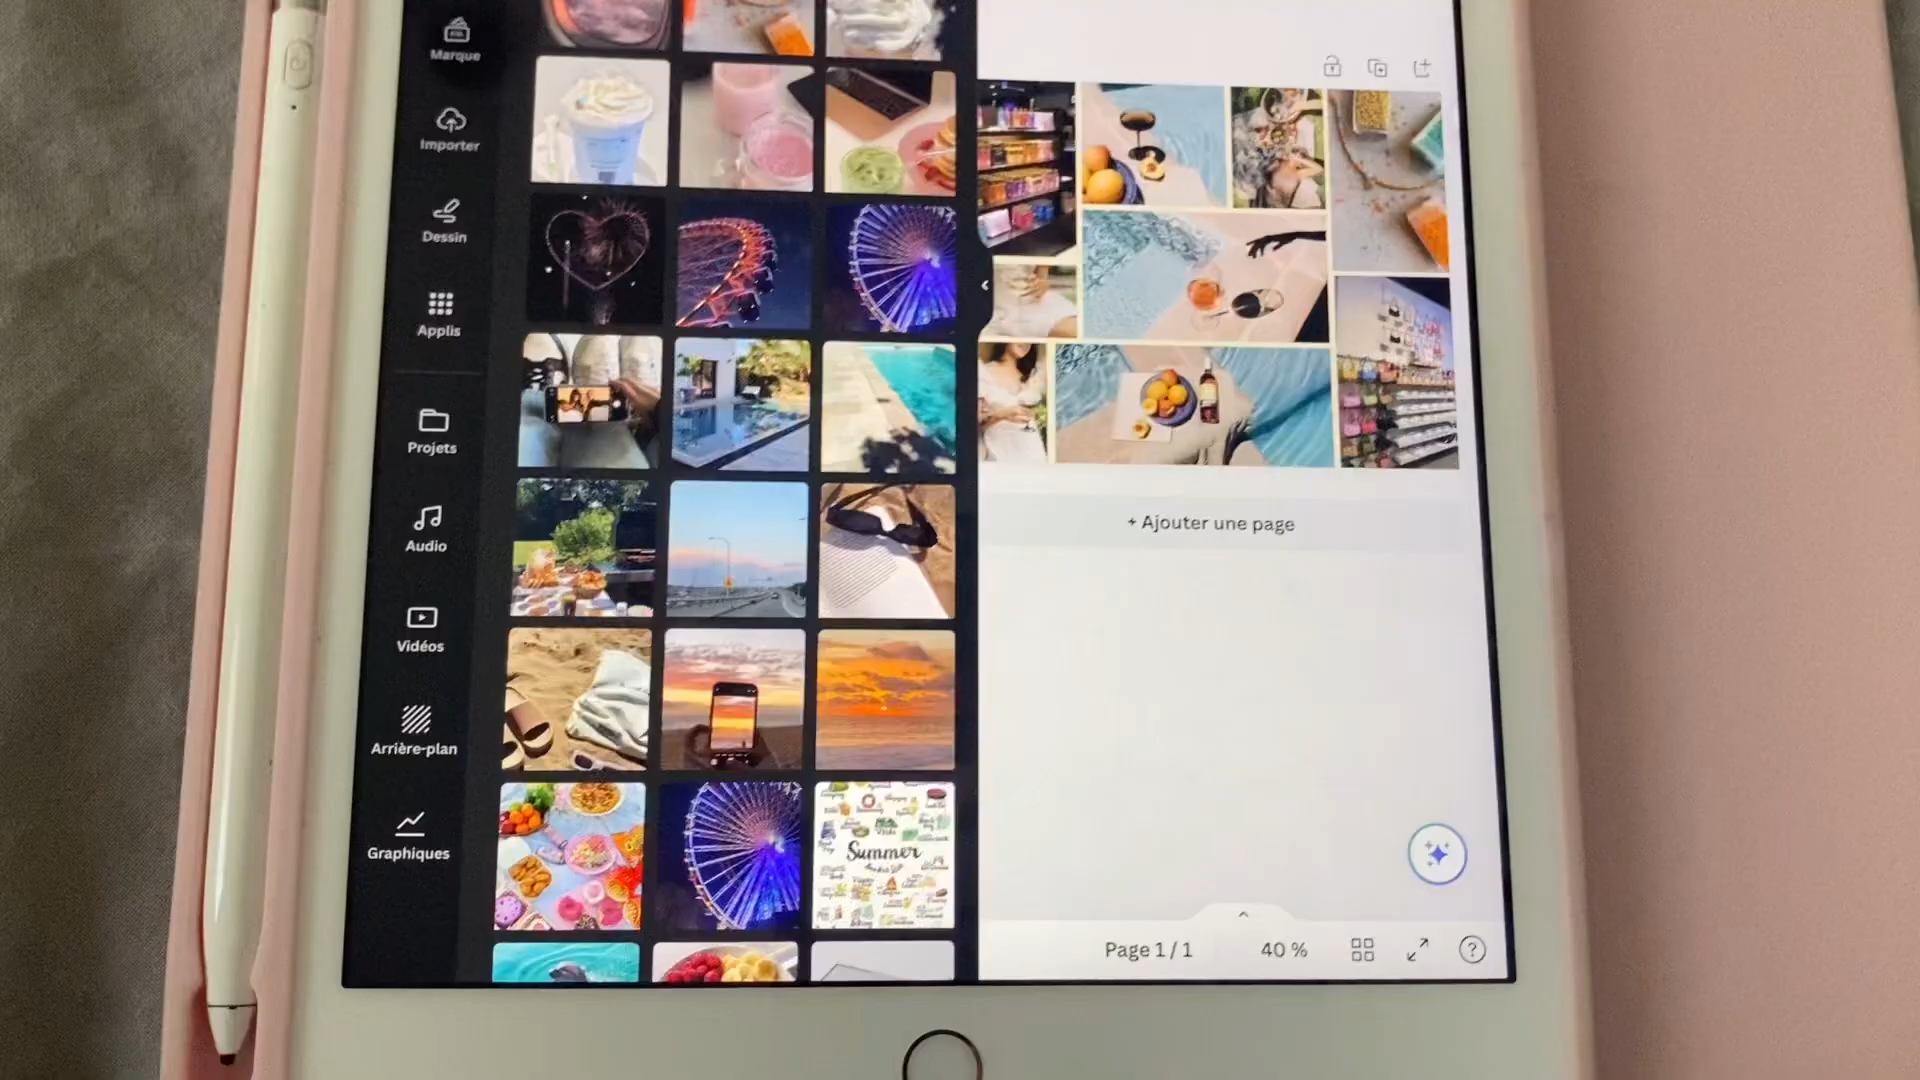 Marque
Importer
Dessin
Applis
Projets
Audio
Vidéos
Arrière-plan
Graphiques
Summer
+ Ajouter une page
Page 1 / 1
40 %
?